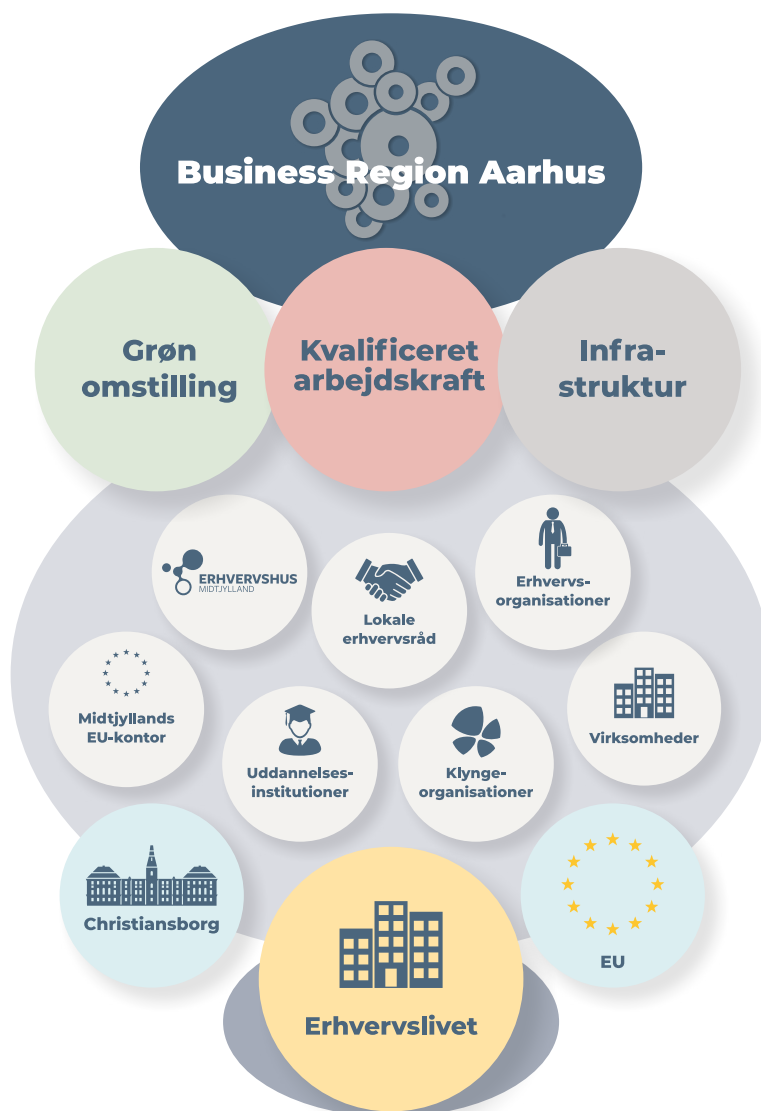 Business Region Aarhus
Grøn
omstilling
Kvalificeret
arbejdskraft
Infra-
struktur
ERHVERVSHUS
MIDTJYLLAND
Lokale
erhvervsråd
Erhvervs-
organisationer
Midtjyllands
EU-kontor
Uddannelses-
institutioner
Klynge-
organisationer
Virksomheder
Christiansborg
Erhvervslivet
EU